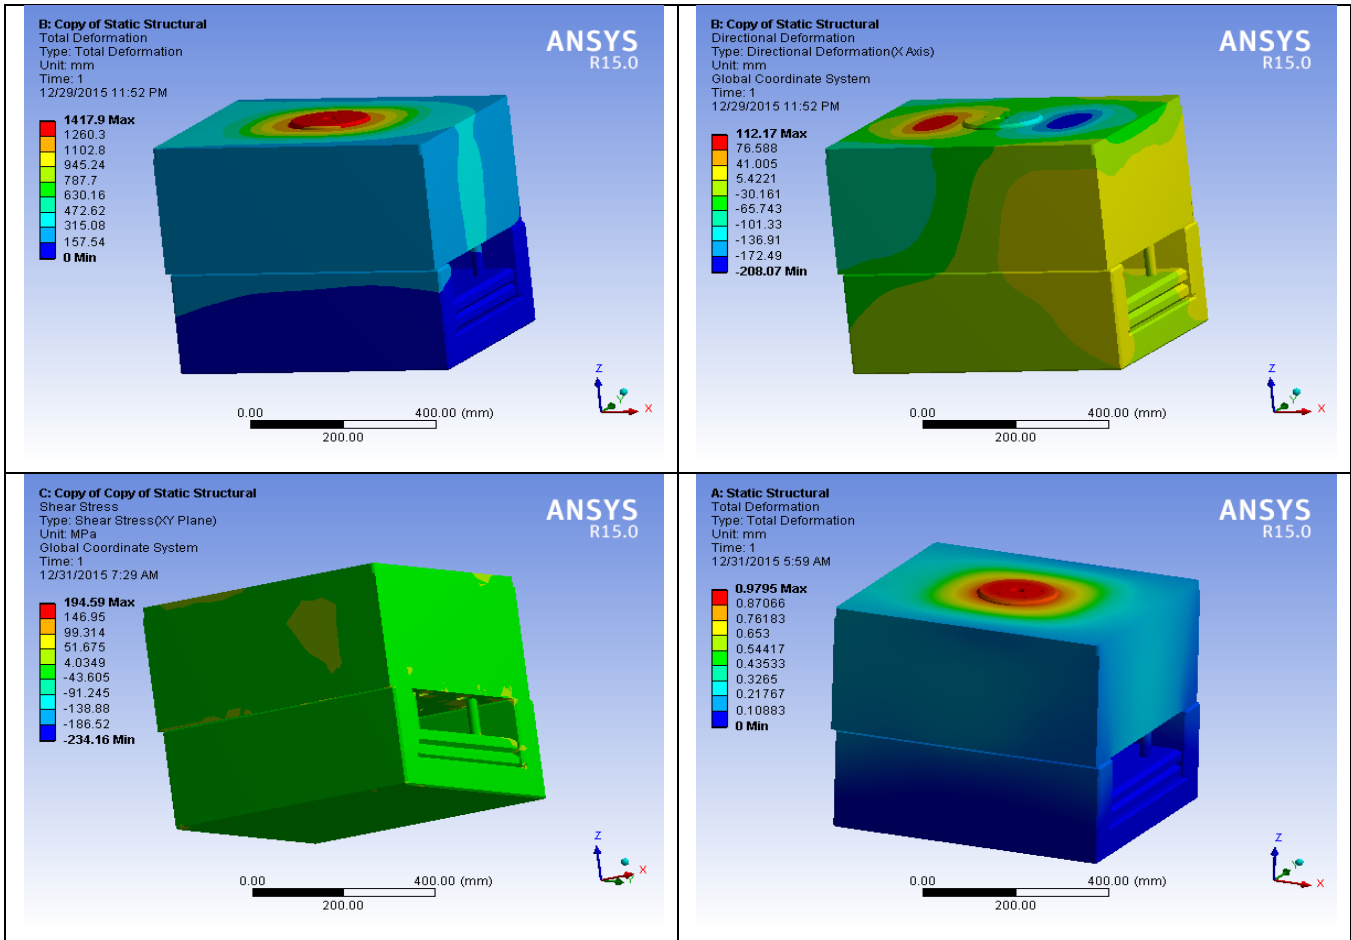 B: Copy of Static Structural
Total Deformation
Type: Total Deformation
Unit: mm
Time: 1
12/29/2015 11:52 PM
ANSYS
R15.0
1417.9 Max
1260.3
1102.8
945.24
787.7
630.16
472.62
315.08
157.54
0 Min
Z
Y
X
0.00
400.00 (mm)
200.00
B: Copy of Static Structural
Directional Deformation
Type: Directional Deformation(X Axis)
Unit: mm
Global Coordinate System
Time: 1
12/29/2015 11:52 PM
ANSYS
R15.0
112.17 Max
76.588
41.005
5.4221
-30.161
-65.743
-101.33
-136.91
-172.49
-208.07 Min
Z
Y
X
0.00
400.00 (mm)
200.00
C: Copy of Copy of Static Structural
Shear Stress
Type: Shear Stress(XY Plane)
Unit: MPa
Global Coordinate System
Time: 1
12/31/2015 7:29 AM
ANSYS
R15.0
194.59 Max
146.95
99.314
51.675
4.0349
-43.605
-91.245
-138.88
-186.52
-234.16 Min
Z
X
Y
0.00
400.00 (mm)
200.00
A: Static Structural
Total Deformation
Type: Total Deformation
Unit: mm
Time: 1
12/31/2015 5:59 AM
ANSYS
R15.0
0.9795 Max
0.87066
0.76183
0.653
0.54417
0.43533
0.3265
0.21767
0.10883
0 Min
Z
Y
X
0.00
400.00 (mm)
200.00